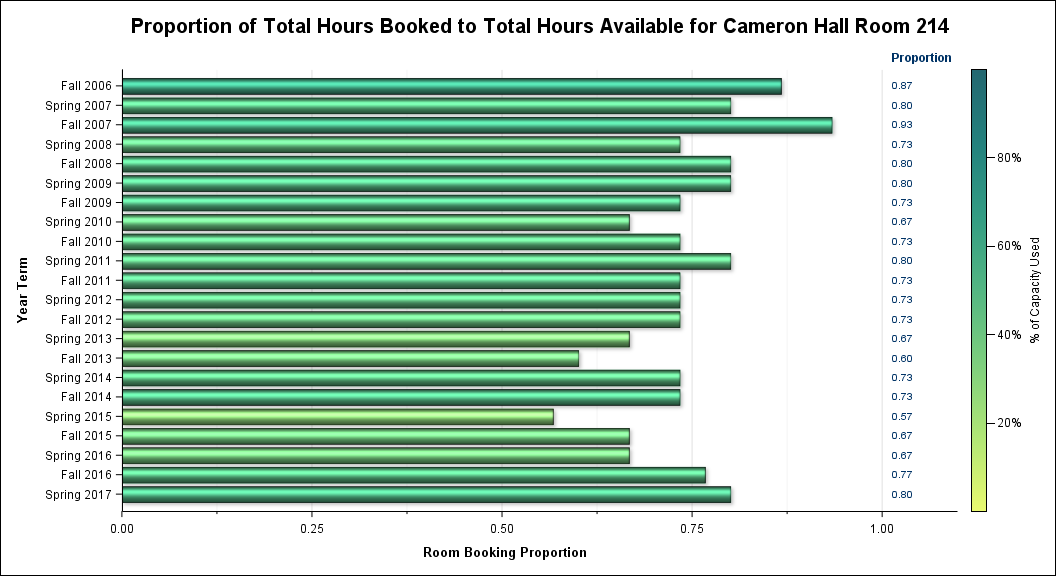 Proportion of Total Hours Booked to Total Hours Available for Cameron Hall Room 214
Proportion
Fall 2006 0.87
Spring 2007 0.80
Fall 2007 0.93
Spring 2008 0.73
Fall 2008 0.80
Spring 2009 0.80
Fall 2009 0.73
Spring 2010 0.67
Fall 2010 0.73
Spring 2011 0.80
Fall 2011 0.73
Spring 2012 0.73
Fall 2012 0.73
Spring 2013 0.67
Fall 2013 0.60
Spring 2014 0.73
Fall 2014 0.73
Spring 2015 0.57
Fall 2015 0.67
Spring 2016 0.67
Fall 2016 0.77
Spring 2017 0.80
Year Term
0.00 0.25 0.50 0.75 1.00
Room Booking Proportion
80%
60%
40%
20%
% of Capacity Used